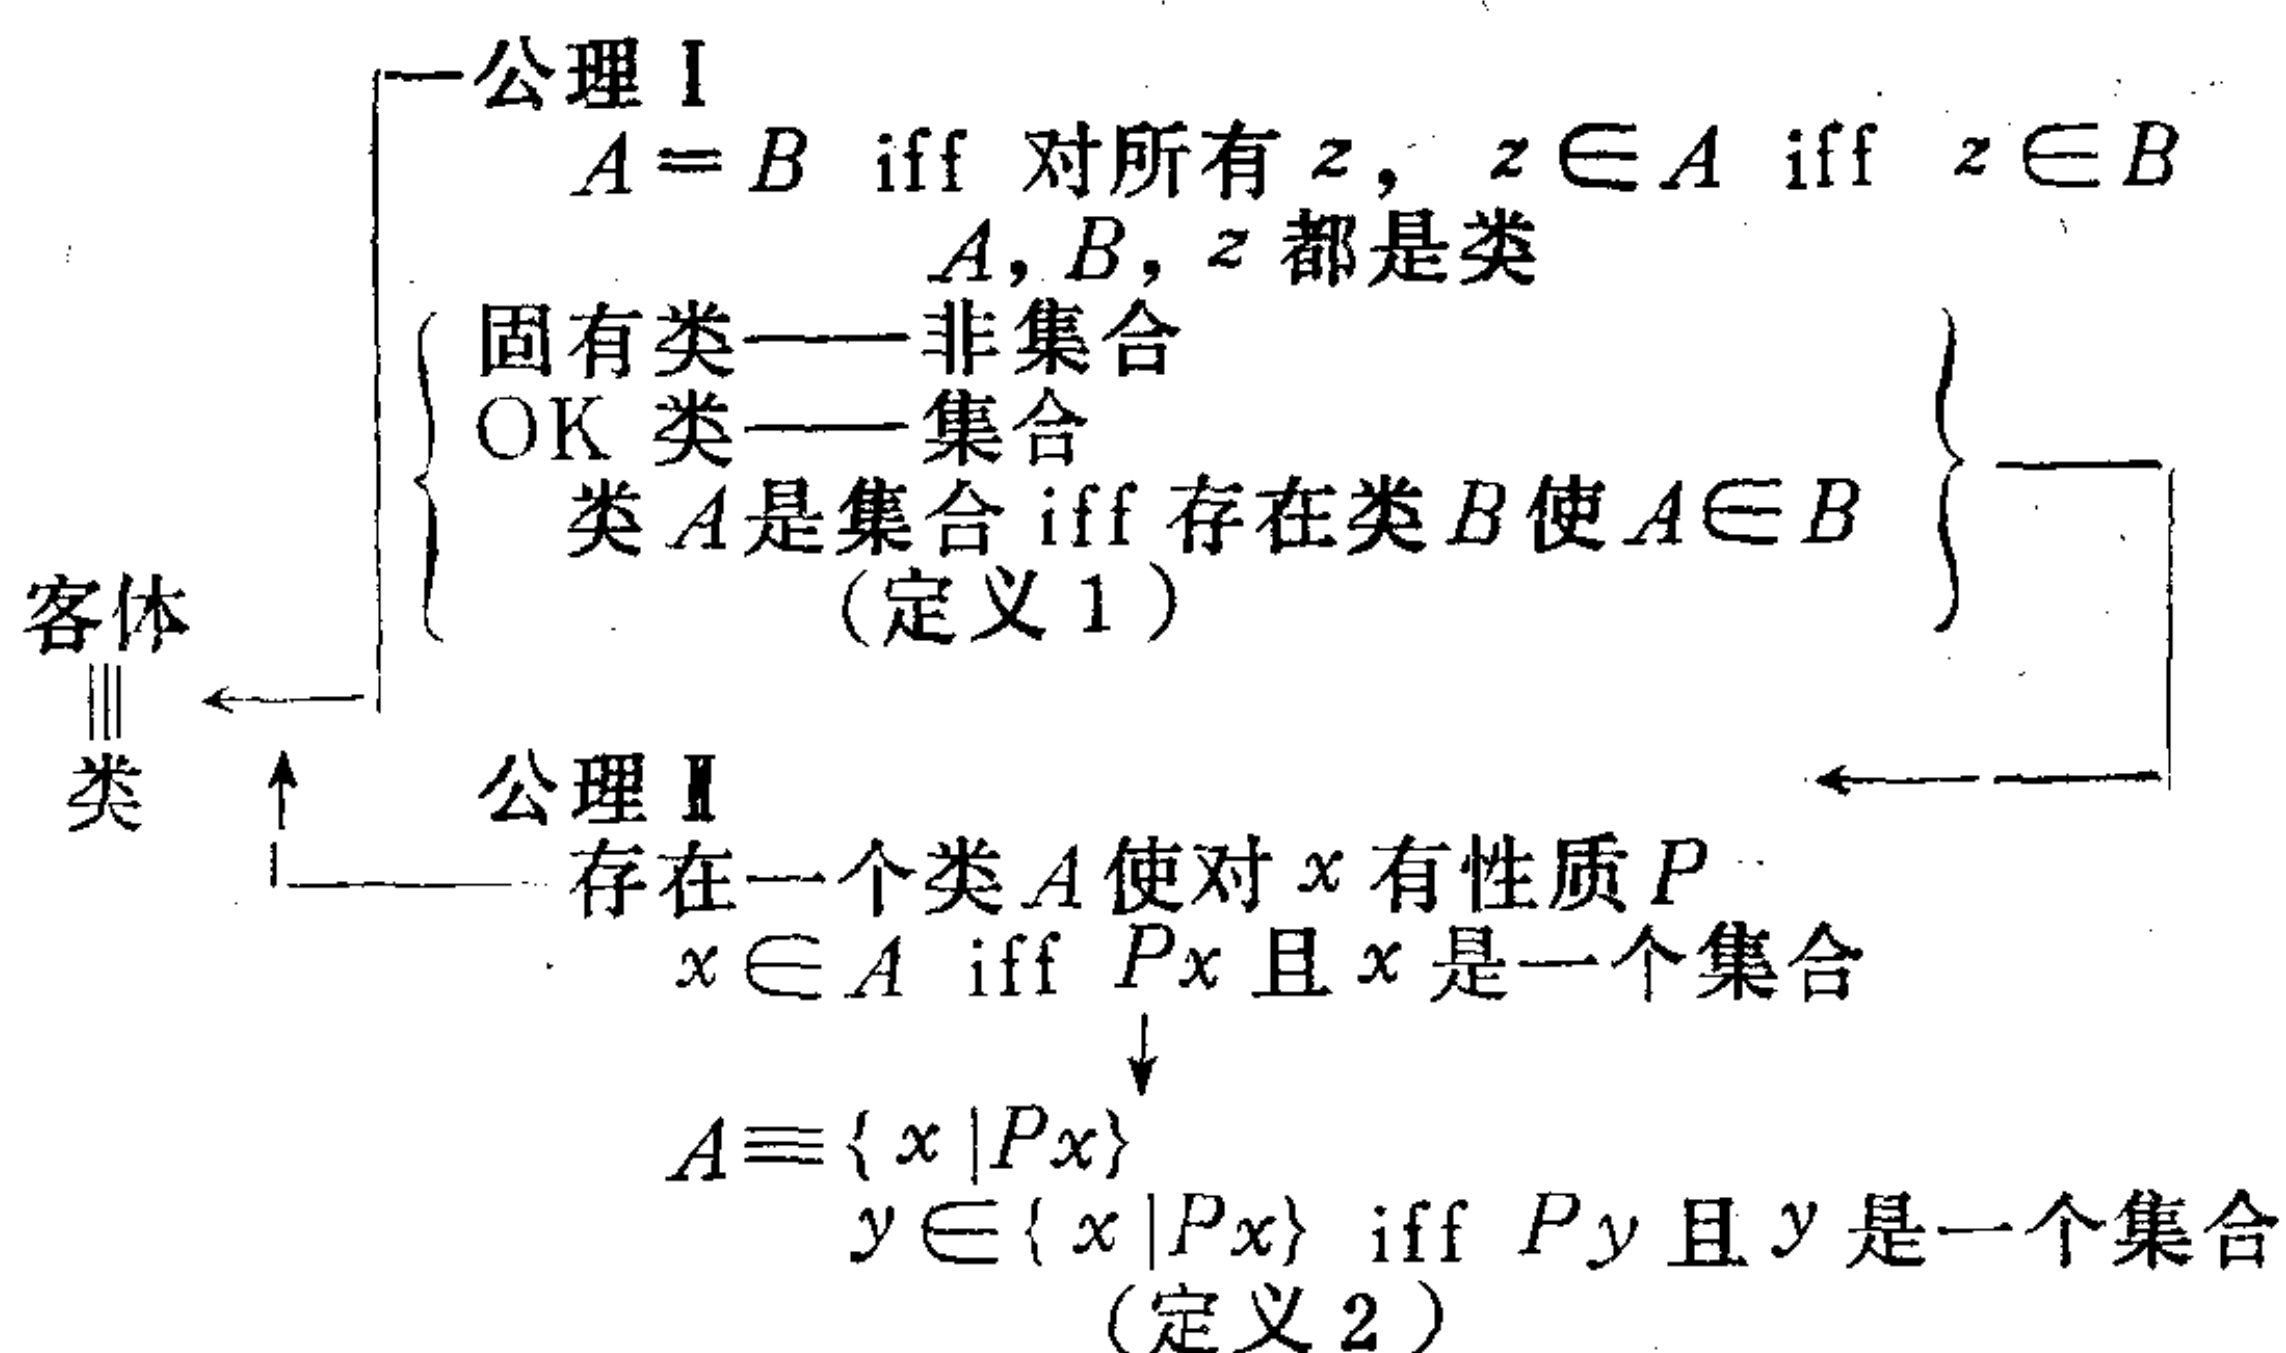 公理 Ⅰ
A = B iff 对所有 z, z ∈ A iff z ∈ B
A, B, z 都是类
固有类——非集合
OK 类——集合
类 A 是集合 iff 存在类 B 使 A ∈ B
(定义 1)
客体
|||
类
公理 Ⅱ
存在一个类 A 使对 x 有性质 P
x ∈ A iff Px 且 x 是一个集合
A ≡ { x | Px}
y ∈ { x | Px} iff Py 且 y 是一个集合
(定义 2)